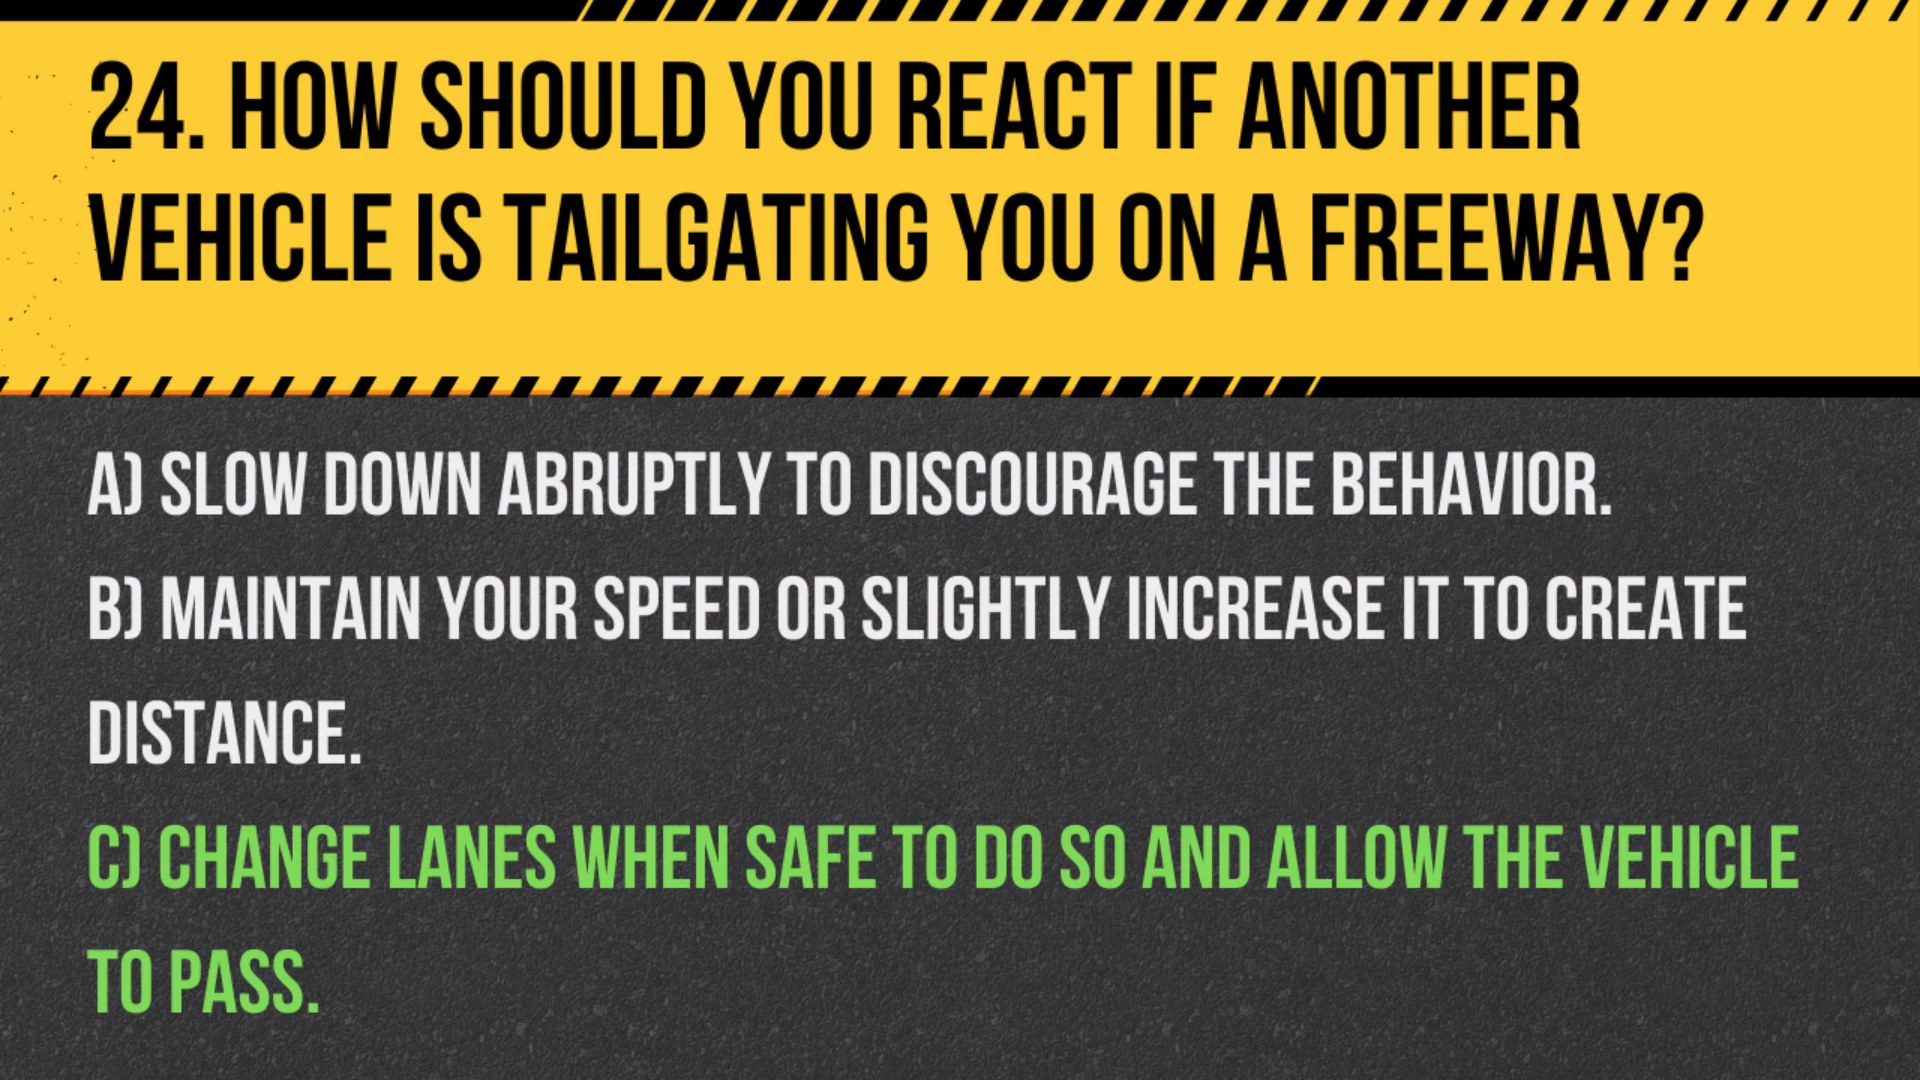 24. HOW SHOULD YOU REACT IF ANOTHER
VEHICLE IS TAILGATING YOU ON A FREEWAY?
A) SLOW DOWN ABRUPTLY TO DISCOURAGE THE BEHAVIOR.
B) MAINTAIN YOUR SPEED OR SLIGHTLY INCREASE IT TO CREATE
DISTANCE.
C) CHANGE LANES WHEN SAFE TO DO SO AND ALLOW THE VEHICLE
TO PASS.